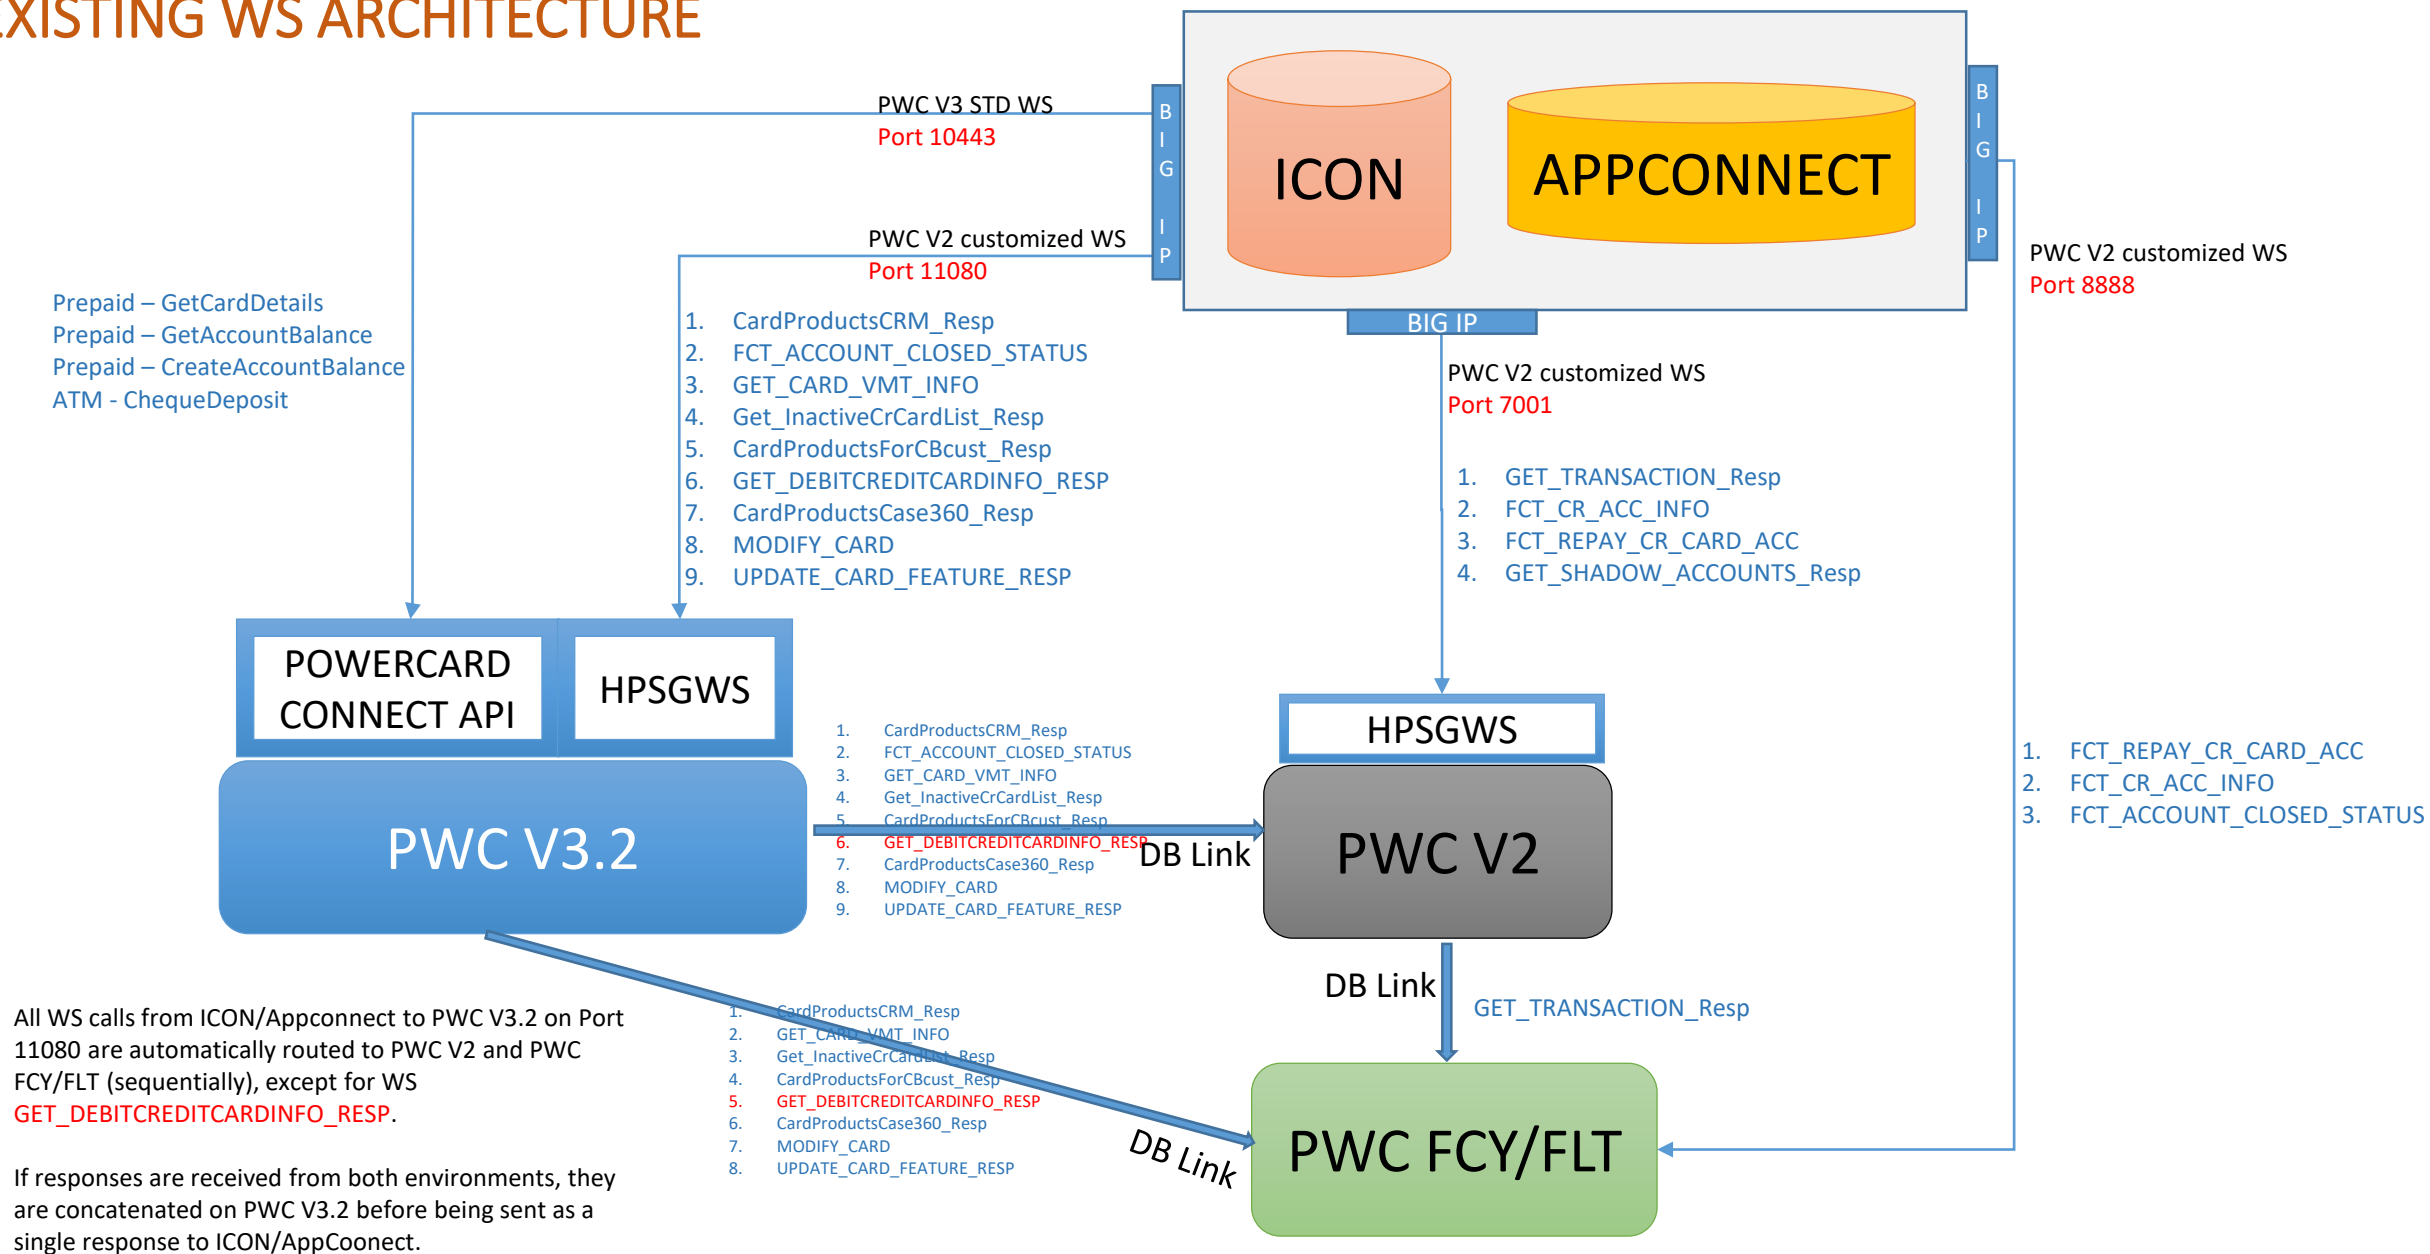 EXISTING WS ARCHITECTURE
PWC V3 STD WS
Port 10443
B
I
G
I
P
ICON
APPCONNECT
B
I
G
I
P
PWC V2 customized WS
Port 11080
PWC V2 customized WS
Port 8888
BIG IP
Prepaid – GetCardDetails
Prepaid – GetAccountBalance
Prepaid – CreateAccountBalance
ATM - ChequeDeposit
1. CardProductsCRM_Resp
2. FCT_ACCOUNT_CLOSED_STATUS
3. GET_CARD_VMT_INFO
4. Get_InactiveCrCardList_Resp
5. CardProductsForCBcust_Resp
6. GET_DEBITCREDITCARDINFO_RESP
7. CardProductsCase360_Resp
8. MODIFY_CARD
9. UPDATE_CARD_FEATURE_RESP
PWC V2 customized WS
Port 7001
1. GET_TRANSACTION_Resp
2. FCT_CR_ACC_INFO
3. FCT_REPAY_CR_CARD_ACC
4. GET_SHADOW_ACCOUNTS_Resp
POWERCARD
CONNECT API
HPSGWS
HPSGWS
PWC V3.2
1. CardProductsCRM_Resp
2. FCT_ACCOUNT_CLOSED_STATUS
3. GET_CARD_VMT_INFO
4. Get_InactiveCrCardList_Resp
5. CardProductsForCBcust_Resp
6. GET_DEBITCREDITCARDINFO_RESP
7. CardProductsCase360_Resp
8. MODIFY_CARD
9. UPDATE_CARD_FEATURE_RESP
DB Link
PWC V2
1. FCT_REPAY_CR_CARD_ACC
2. FCT_CR_ACC_INFO
3. FCT_ACCOUNT_CLOSED_STATUS
DB Link
GET_TRANSACTION_Resp
All WS calls from ICON/Appconnect to PWC V3.2 on Port
11080 are automatically routed to PWC V2 and PWC
FCY/FLT (sequentially), except for WS
GET_DEBITCREDITCARDINFO_RESP.
If responses are received from both environments, they
are concatenated on PWC V3.2 before being sent as a
single response to ICON/AppCoonect.
1. CardProductsCRM_Resp
2. GET_CARD_VMT_INFO
3. Get_InactiveCrCardList_Resp
4. CardProductsForCBcust_Resp
5. GET_DEBITCREDITCARDINFO_RESP
6. CardProductsCase360_Resp
7. MODIFY_CARD
8. UPDATE_CARD_FEATURE_RESP
DB Link
PWC FCY/FLT